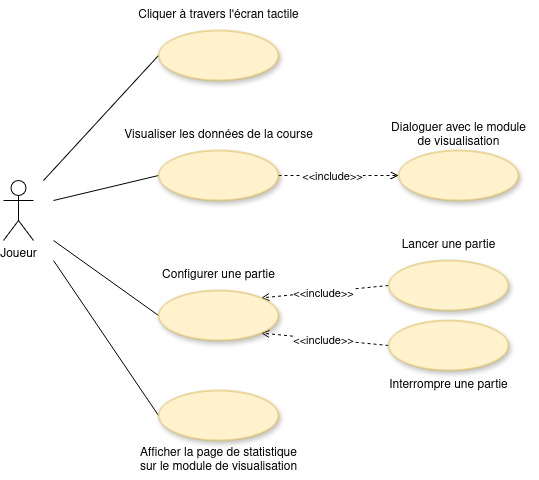 Cliquer à travers l'écran tactile
Visualiser les données de la course
Dialoguer avec le module
de visualisation
<<include>>
Joueur
Lancer une partie
Configurer une partie
<<include>>
<<include>>
Interrompre une partie
Afficher la page de statistique
sur le module de visualisation